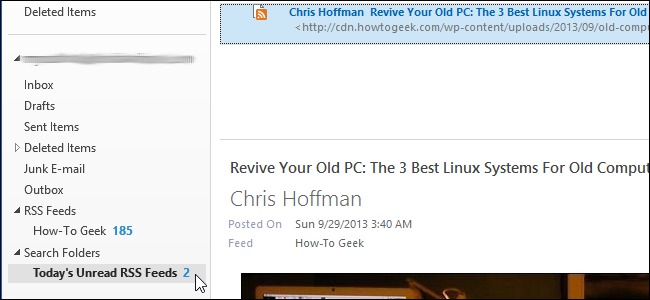 Deleted Items
Inbox
Drafts
Sent Items
Deleted Items
Junk E-mail
Outbox
RSS Feeds
How-To Geek 185
Search Folders
Today's Unread RSS Feeds 2
Chris Hoffman Revive Your Old PC: The 3 Best Linux Systems For Old
<http://cdn.howtogeek.com/wp-content/uploads/2013/09/old-compu
Revive Your Old PC: The 3 Best Linux Systems For Old Comput
Chris Hoffman
Posted On Sun 9/29/2013 3:40 AM
Feed How-To Geek